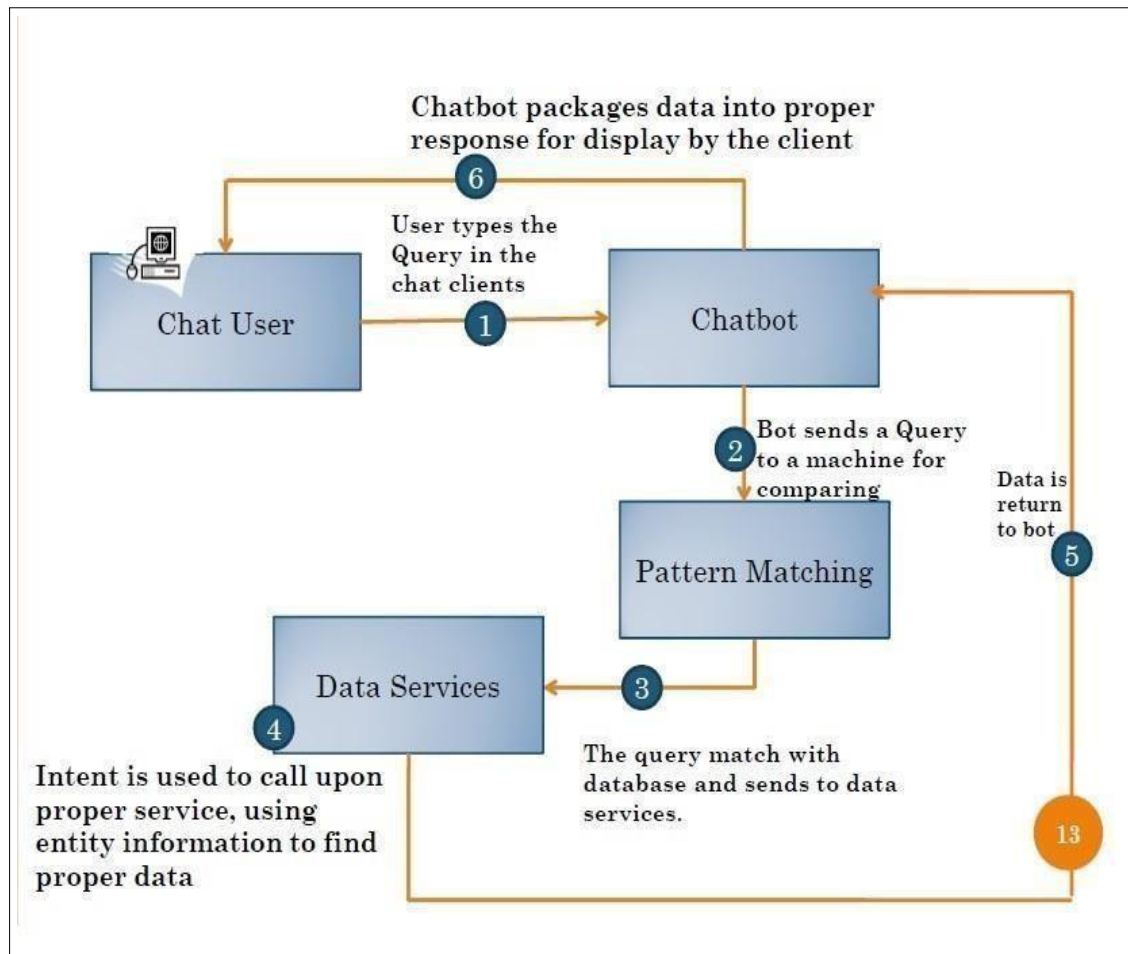 Chatbot packages data into proper
response for display by the client
6
User types the
Query in the
chat clients
Chat User
1
Chatbot
2
Bot sends a Query
to a machine for
comparing
Data is
return
to bot
5
Pattern Matching
Data Services
3
4
The query match with
database and sends to data
services.
Intent is used to call upon
proper service, using
entity information to find
proper data
13